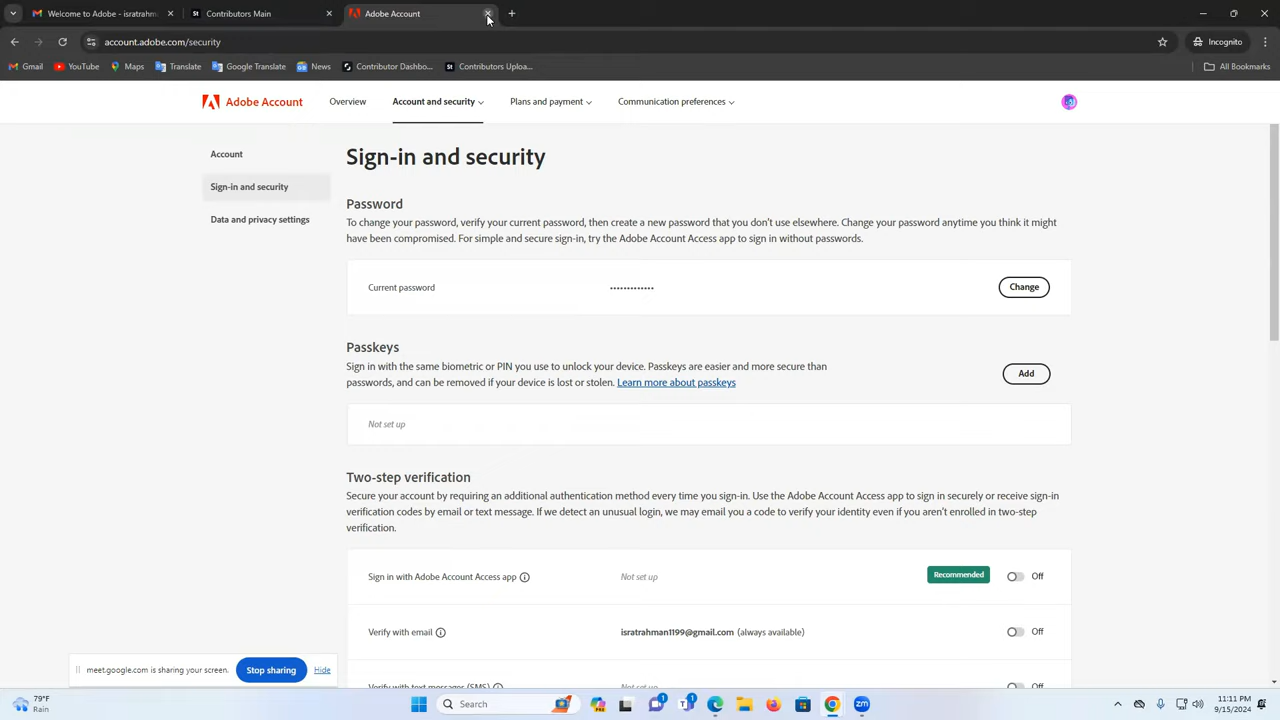 Welcome to Adobe - isratrahm
Contributors Main
Adobe Account
account.adobe.com/security
Incognito
Gmail
YouTube
Maps
Translate
Google Translate
News
Contributor Dashbo...
Contributors Uploa...
All Bookmarks
Adobe Account
Overview
Account and security
Plans and payment
Communication preferences
Account
Sign-in and security
Data and privacy settings
Sign-in and security
Password
To change your password, verify your current password, then create a new password that you don't use elsewhere. Change your password anytime you think it might
have been compromised. For simple and secure sign-in, try the Adobe Account Access app to sign in without passwords.
Current password
••••••••••••
Change
Passkeys
Sign in with the same biometric or PIN you use to unlock your device. Passkeys are easier and more secure than
passwords, and can be removed if your device is lost or stolen. Learn more about passkeys
Add
Not set up
Two-step verification
Secure your account by requiring an additional authentication method every time you sign-in. Use the Adobe Account Access app to sign in securely or receive sign-in
verification codes by email or text message. If we detect an unusual login, we may email you a code to verify your identity even if you aren't enrolled in two-step
verification.
Sign in with Adobe Account Access app
Not set up
Recommended
Off
Verify with email
isratrahman1199@gmail.com (always available)
Off
Verify with text messages (SMS)
Not set up
Off
meet.google.com is sharing your screen.
Stop sharing
Hide
79°F
Rain
Search
11:11 PM
9/15/2024